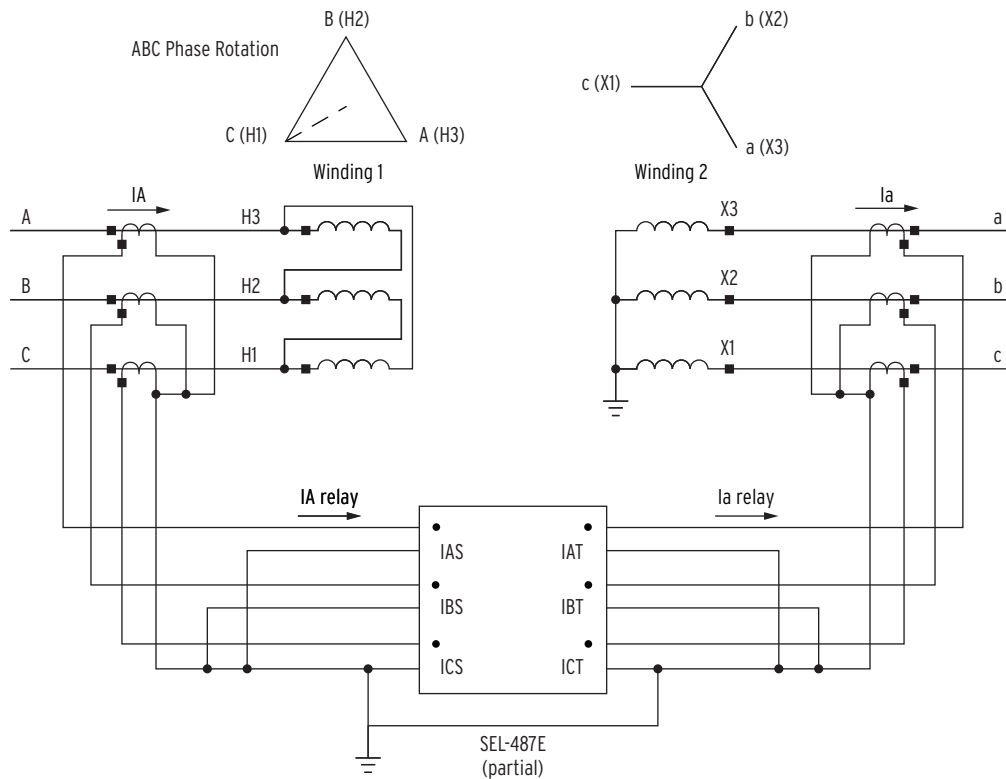 B (H2)
b (X2)
ABC Phase Rotation
c (X1)
C (H1)
A (H3)
a (X3)
Winding 1
Winding 2
IA
Ia
A
H3
X3
a
B
H2
X2
b
C
H1
X1
c
IA relay
Ia relay
IAS
IAT
IBS
IBT
ICS
ICT
SEL-487E
(partial)